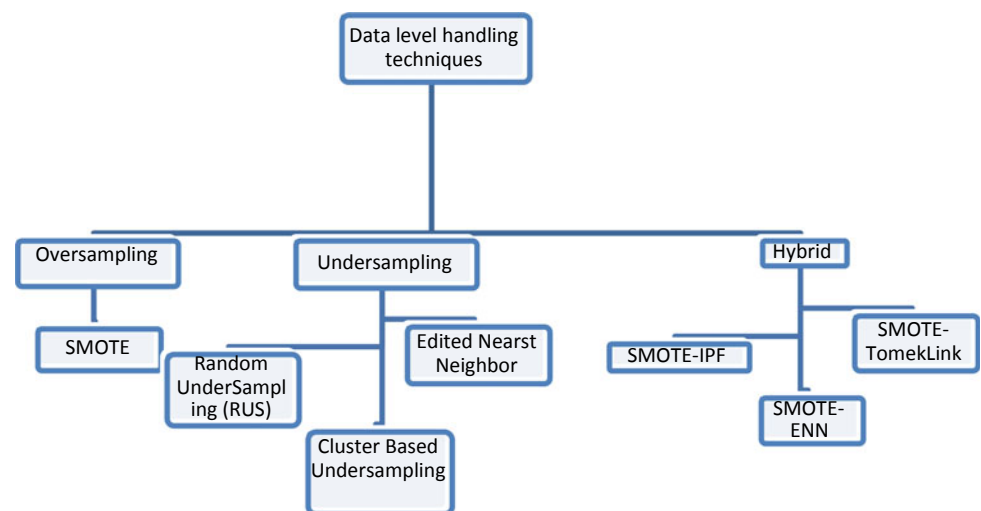 Data level handling
techniques
Oversampling
Undersampling
Hybrid
SMOTE
Random
UnderSampl
ing (RUS)
Cluster Based
Undersampling
Edited Nearst
Neighbor
SMOTE-IPF
SMOTE-
ENN
SMOTE-
TomekLink